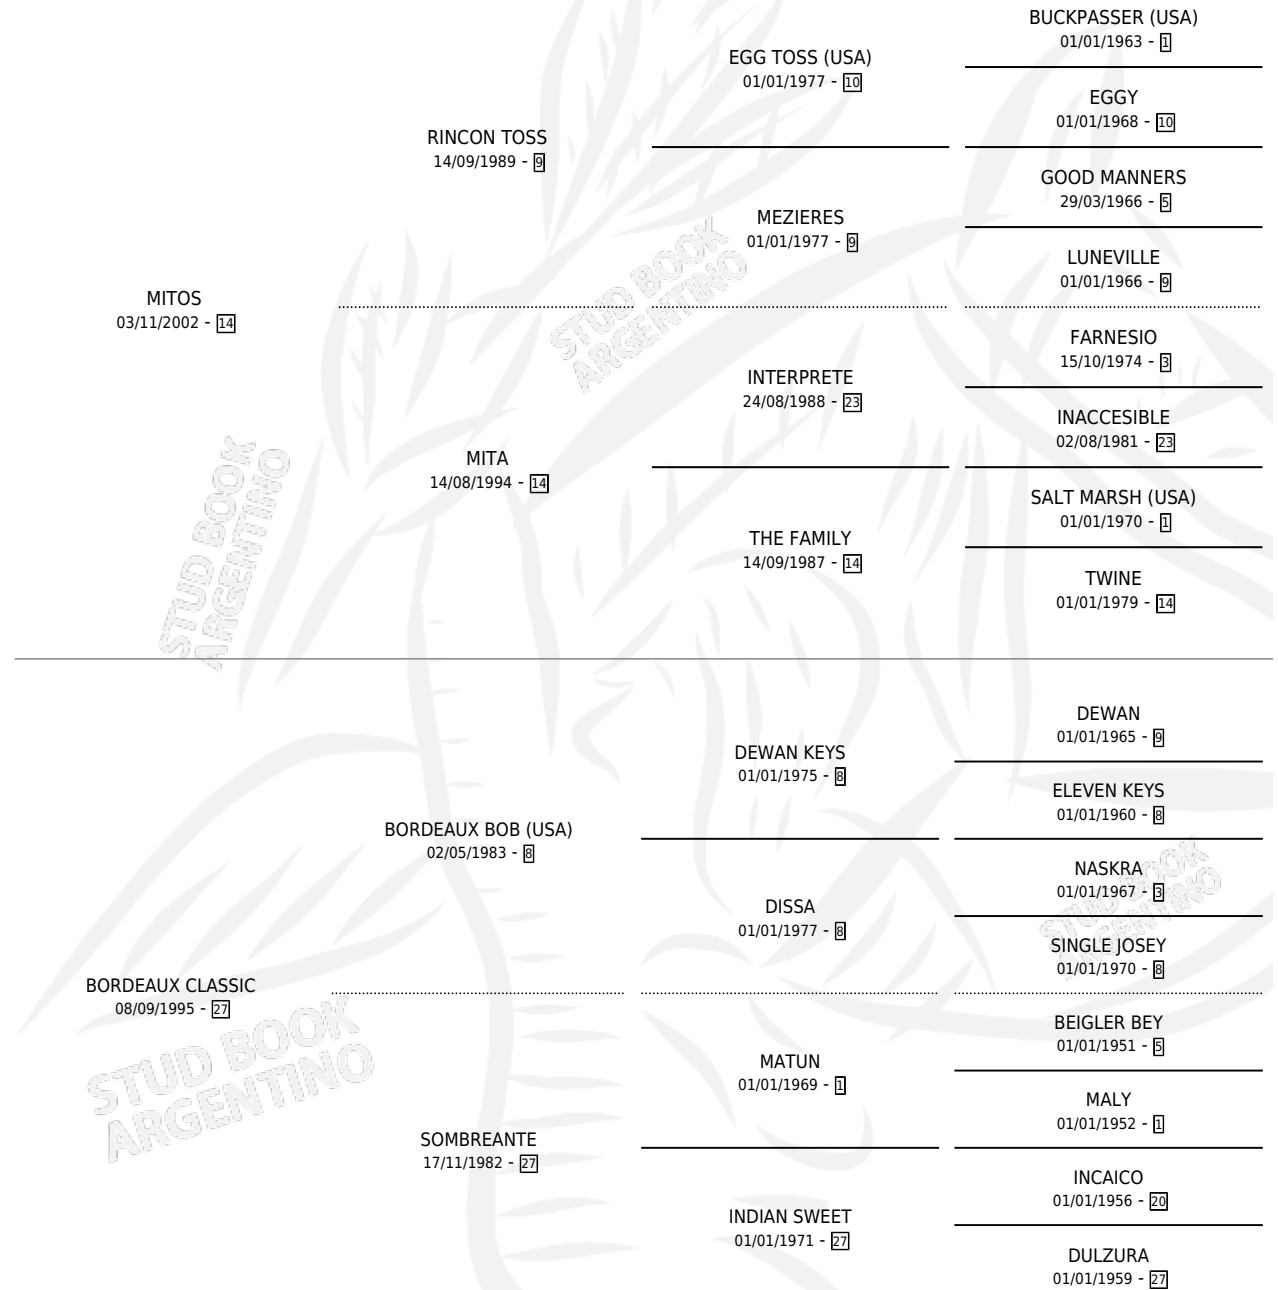 BUCKPASSER (USA)
01/01/1963 - 1
EGG TOSS (USA)
01/01/1977 - 10
EGGY
01/01/1968 - 10
RINCON TOSS
14/09/1989 - 9
GOOD MANNERS
29/03/1966 - 5
MEZIERES
01/01/1977 - 9
LUNEVILLE
01/01/1966 - 9
MITOS
03/11/2002 - 14
FARNESIO
15/10/1974 - 3
INTERPRETE
24/08/1988 - 23
INACCESIBLE
02/08/1981 - 23
MITA
14/08/1994 - 14
SALT MARSH (USA)
01/01/1970 - 1
THE FAMILY
14/09/1987 - 14
TWINE
01/01/1979 - 14
STUD BOOK
ARGENTINO
STUD BOOK
ARGENTINO
DEWAN
01/01/1965 - 9
DEWAN KEYS
01/01/1975 - 8
ELEVEN KEYS
01/01/1960 - 8
BORDEAUX BOB (USA)
02/05/1983 - 8
NASKRA
01/01/1967 - 3
DISSA
01/01/1977 - 8
SINGLE JOSEY
01/01/1970 - 8
BORDEAUX CLASSIC
08/09/1995 - 27
BEIGLER BEY
01/01/1951 - 5
MATUN
01/01/1969 - 1
MALY
01/01/1952 - 1
SOMBREANTE
17/11/1982 - 27
INCAICO
01/01/1956 - 20
INDIAN SWEET
01/01/1971 - 27
DULZURA
01/01/1959 - 27
STUD BOOK
ARGENTINO
STUD BOOK
ARGENTINO